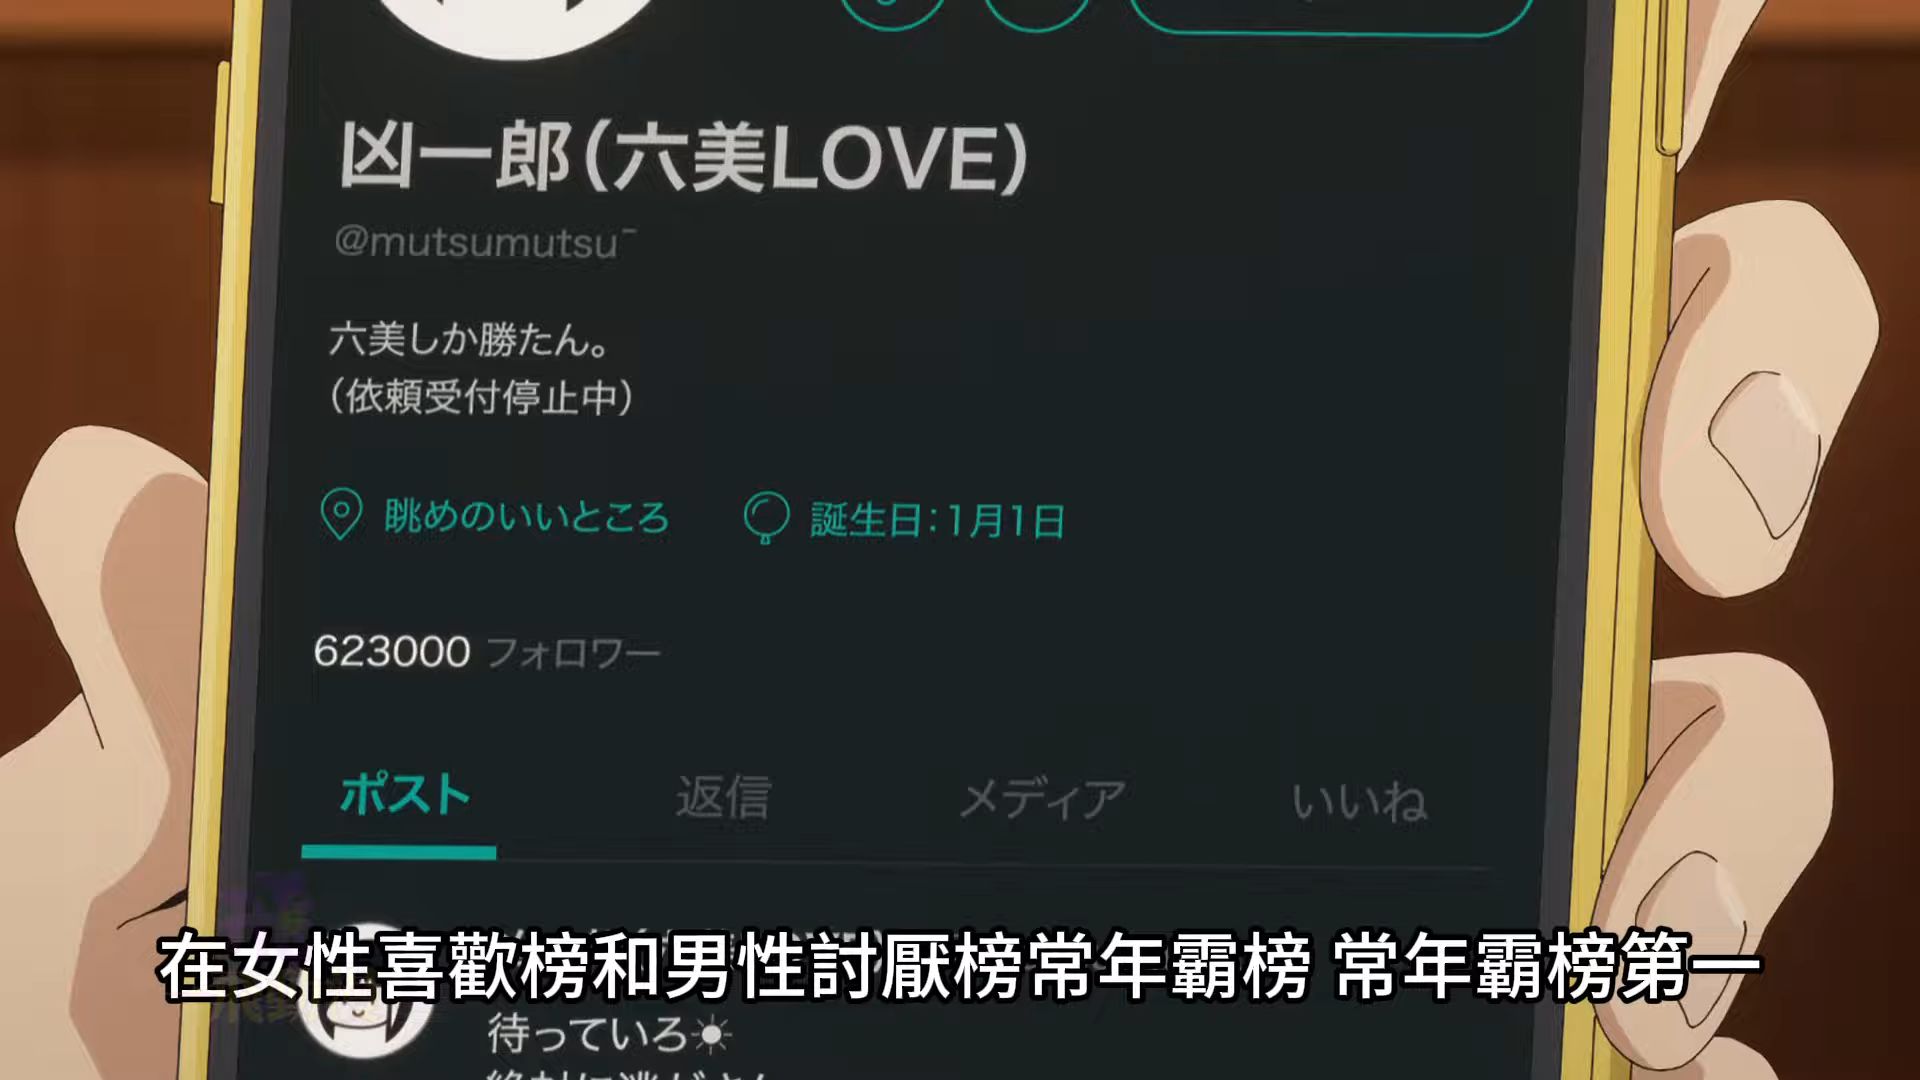 凶一郎（六美LOVE）
@mutsumutsu
六美しか勝たん。
（依頼受付停止中）
眺めのいいところ 誕生日：1月1日
623000 フォロワー
ポスト 返信 メディア いいね
在女性喜歡榜和男性討厭榜常年霸榜 常年霸榜第一
待っていろ☀